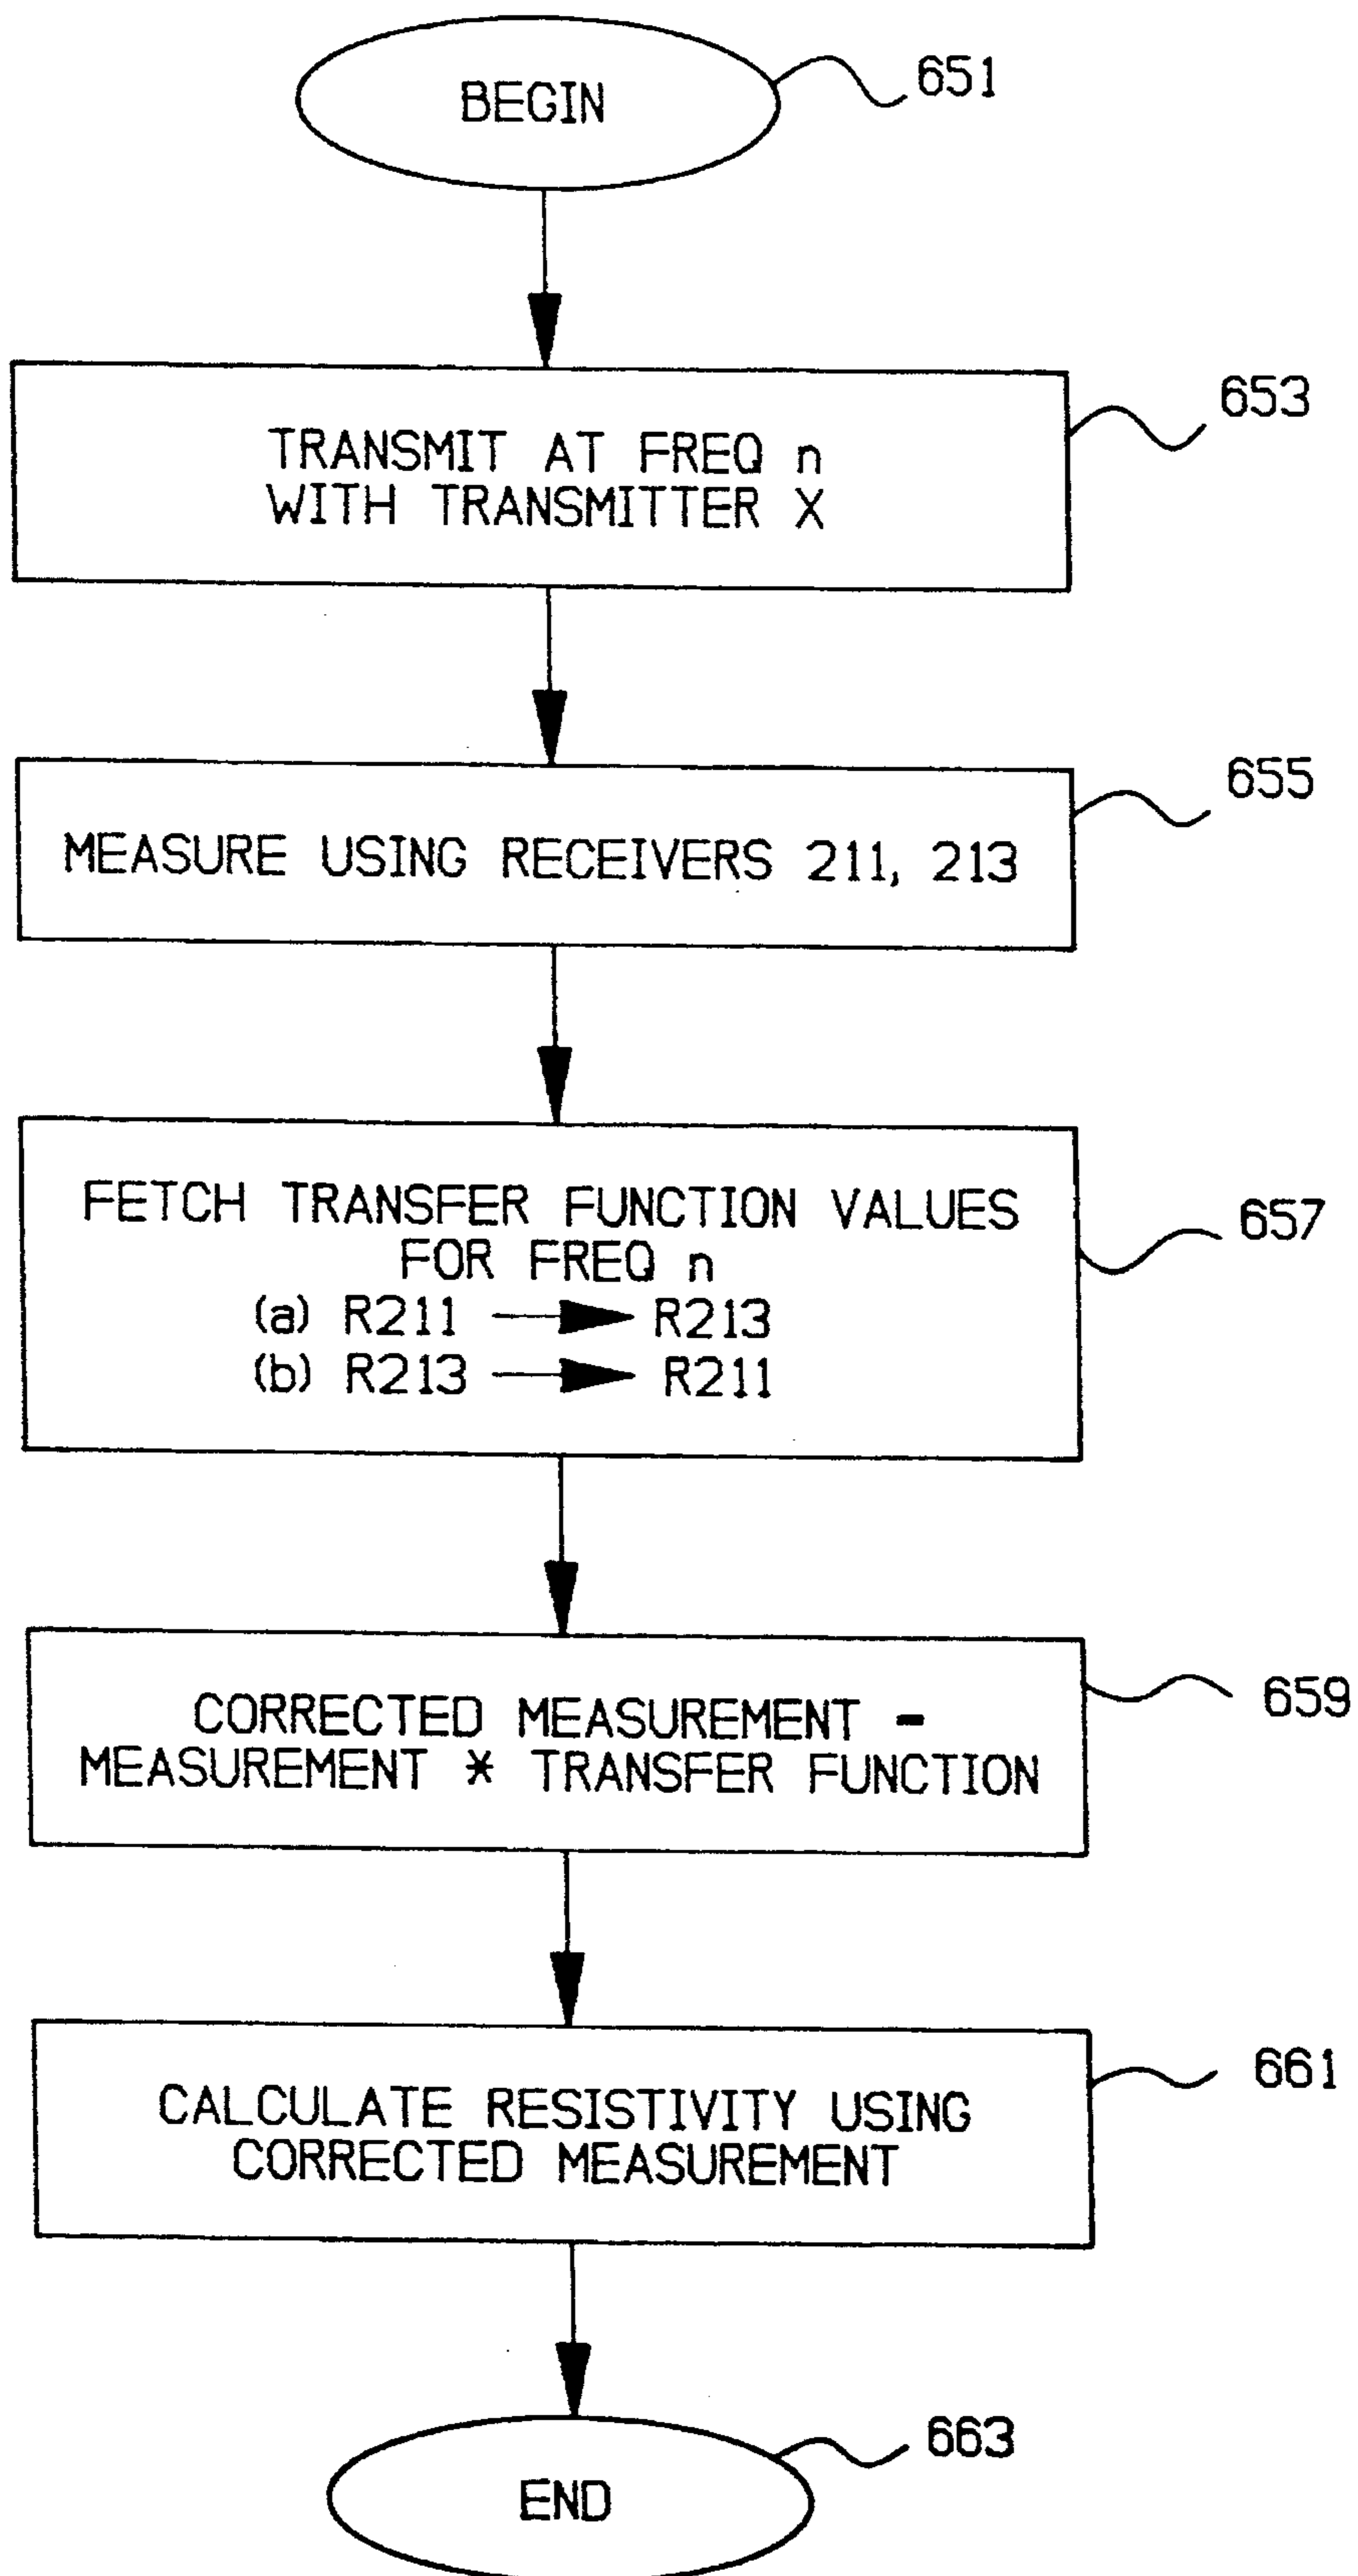 BEGIN
651
653
TRANSMIT AT FREQ n
WITH TRANSMITTER X
655
MEASURE USING RECEIVERS 211, 213
657
FETCH TRANSFER FUNCTION VALUES
FOR FREQ n
(a) R211 → R213
(b) R213 → R211
659
CORRECTED MEASUREMENT -
MEASUREMENT * TRANSFER FUNCTION
661
CALCULATE RESISTIVITY USING
CORRECTED MEASUREMENT
663
END